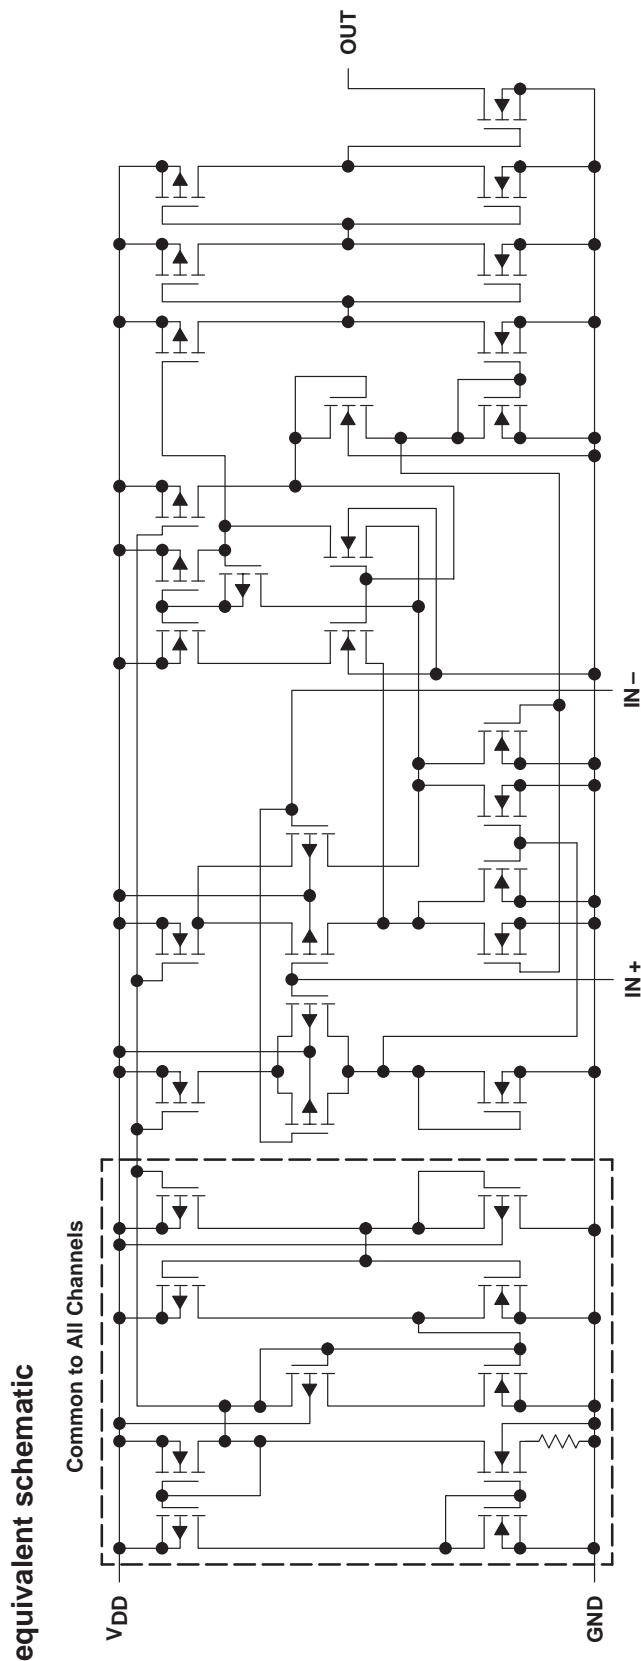 equivalent schematic
Common to All Channels
VDD
GND
IN+
IN−
OUT